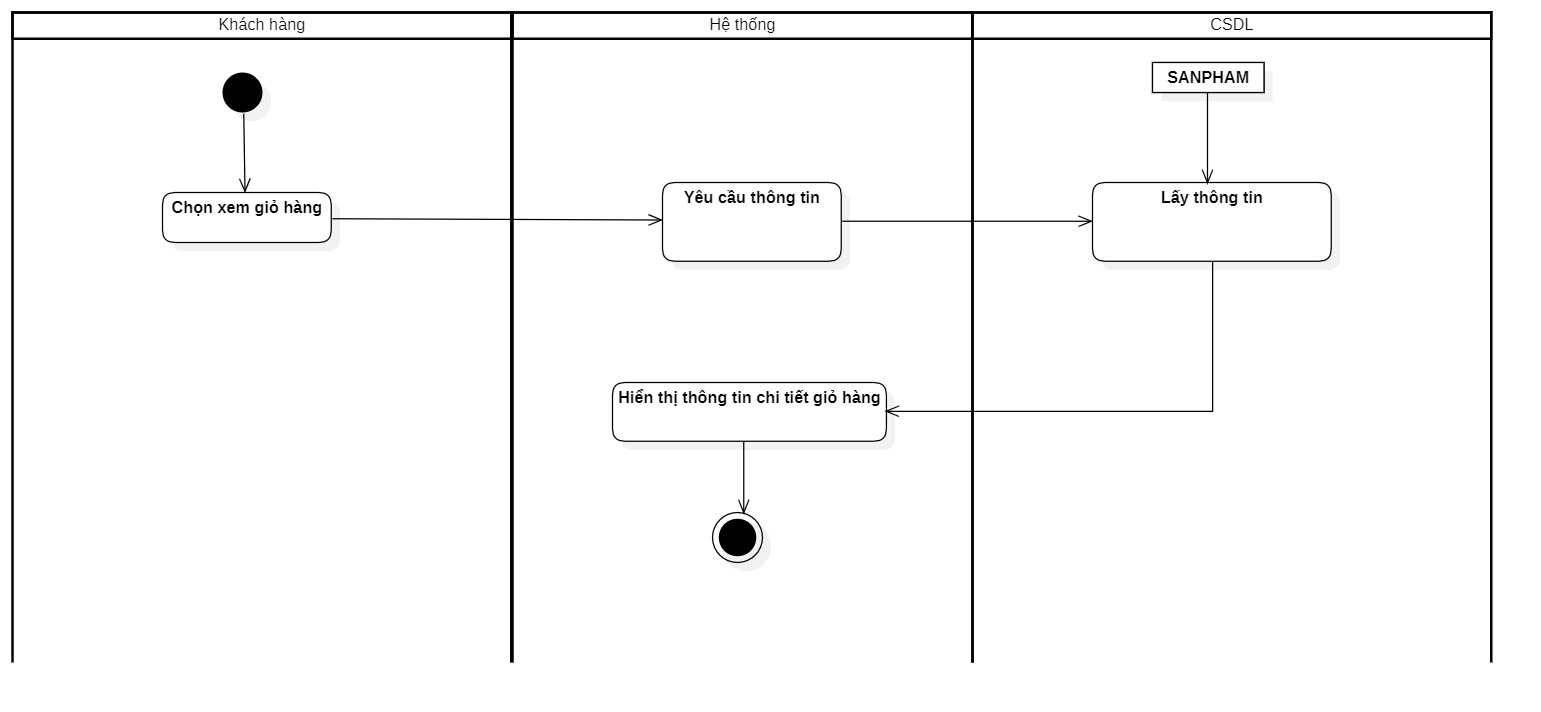 Khách hàng
Hệ thống
CSDL
SANPHAM
Chọn xem giỏ hàng
Yêu cầu thông tin
Lấy thông tin
Hiển thị thông tin chi tiết giỏ hàng